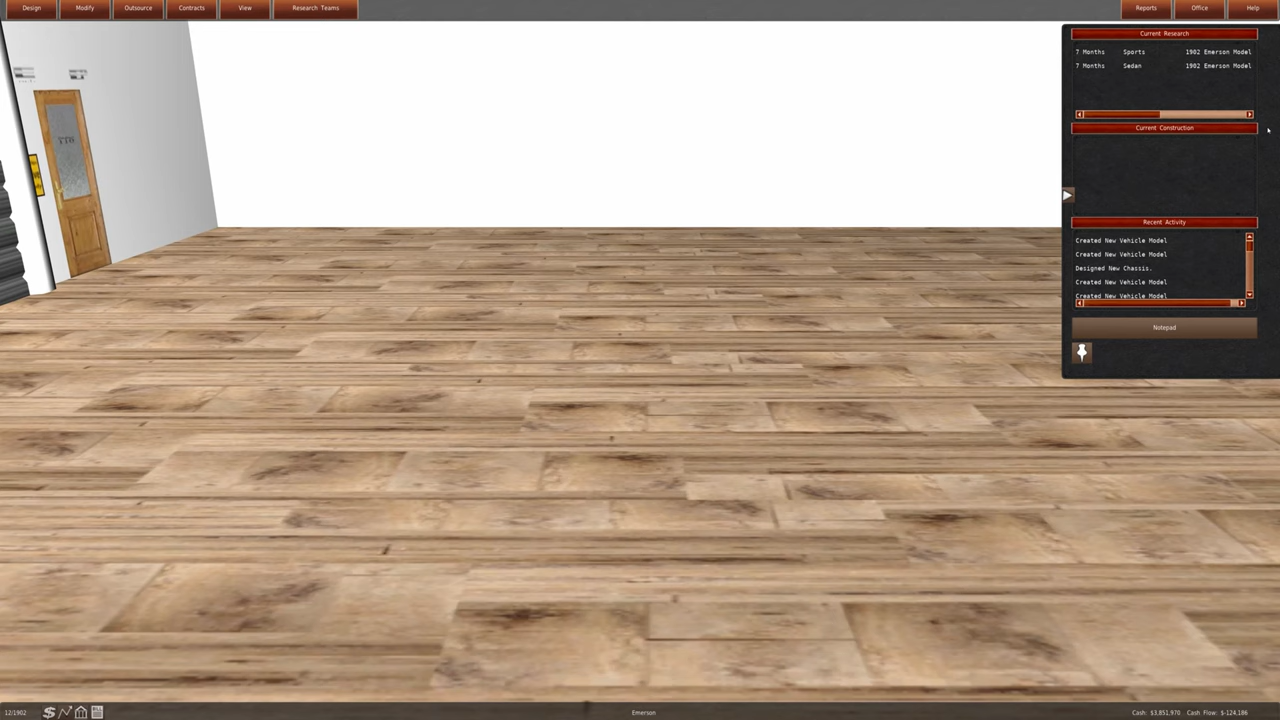 Design Modify Outsource Contracts View Research Teams Reports Office Help
Current Research
7 Months Sports 1902 Emerson Model
7 Months Sedan 1902 Emerson Model
Current Construction
Recent Activity
Created New Vehicle Model
Created New Vehicle Model
Designed New Chassis.
Created New Vehicle Model
Created New Vehicle Model
Notepad
12/1902 Emerson Cash: $3,851,970 Cash Flow: $-124,186